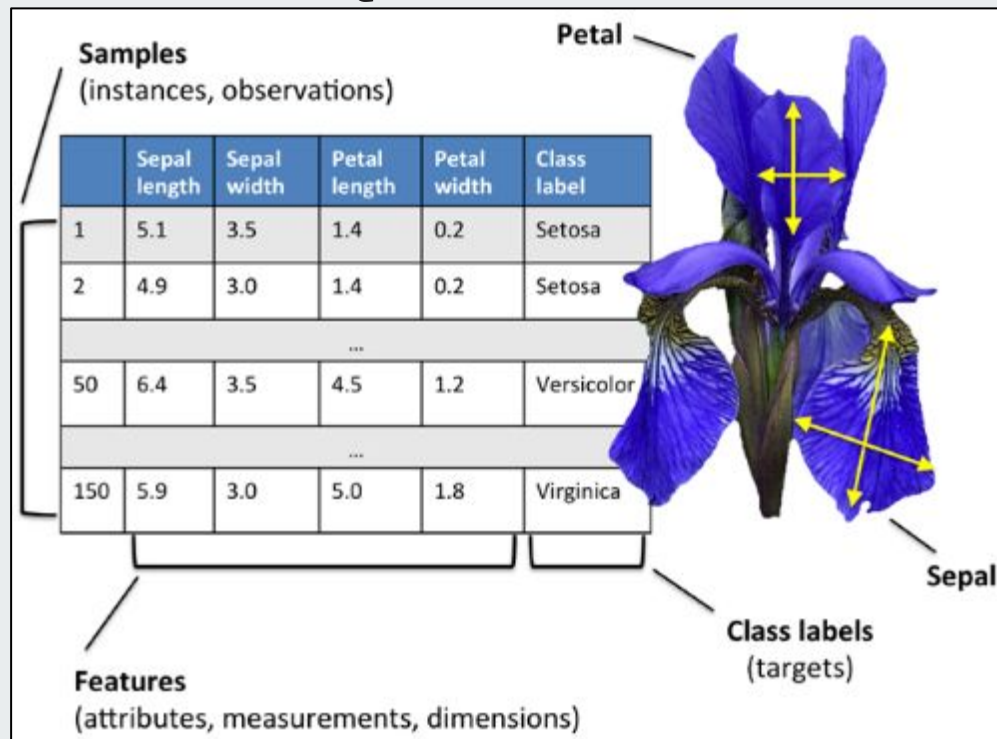 Samples
(instances, observations)
Petal
Sepal length Sepal width Petal length Petal width Class label
1 5.1 3.5 1.4 0.2 Setosa
2 4.9 3.0 1.4 0.2 Setosa
...
50 6.4 3.5 4.5 1.2 Versicolor
...
150 5.9 3.0 5.0 1.8 Virginica
Sepal
Class labels
(targets)
Features
(attributes, measurements, dimensions)